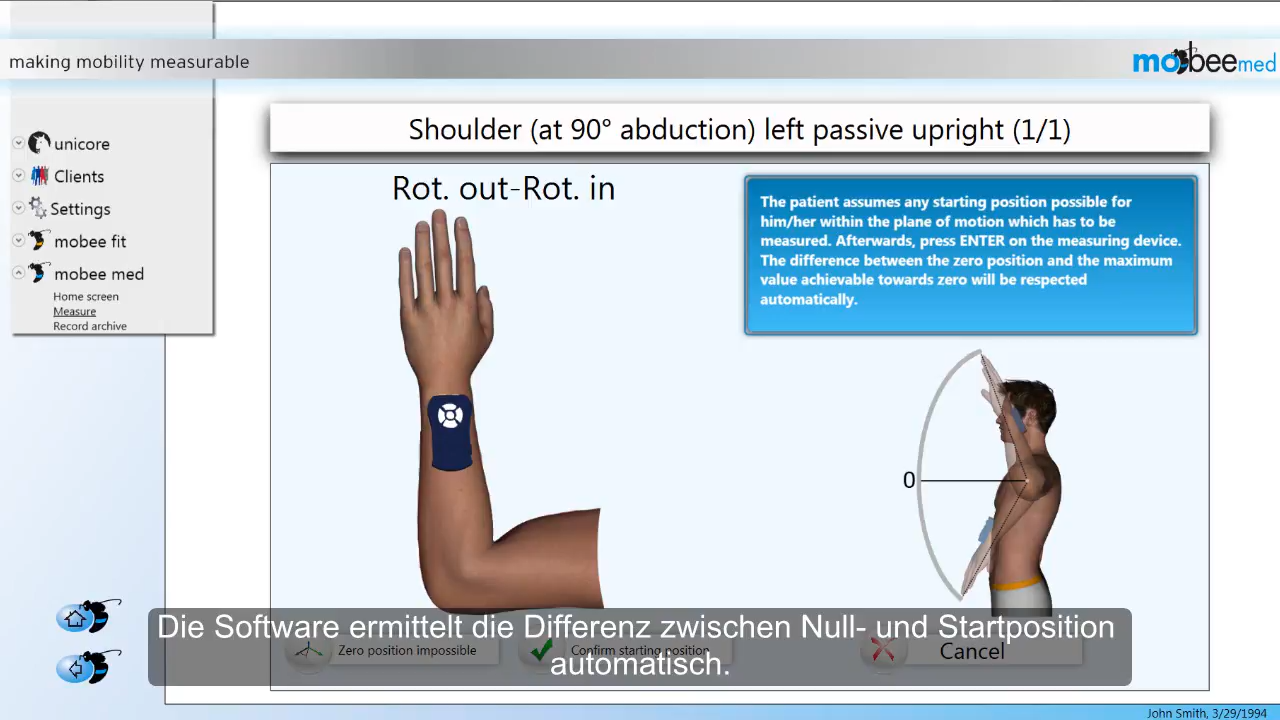 making mobility measurable
mobeemed
unicore
Clients
Settings
mobee fit
mobee med
Home screen
Measure
Record archive
Shoulder (at 90° abduction) left passive upright (1/1)
Rot. out-Rot. in
The patient assumes any starting position possible for
him/her within the plane of motion which has to be
measured. Afterwards, press ENTER on the measuring device.
The difference between the zero position and the maximum
value achievable towards zero will be respected
automatically.
0
Zero position impossible
Confirm starting position
Cancel
Die Software ermittelt die Differenz zwischen Null- und Startposition
automatisch.
John Smith, 3/29/1994